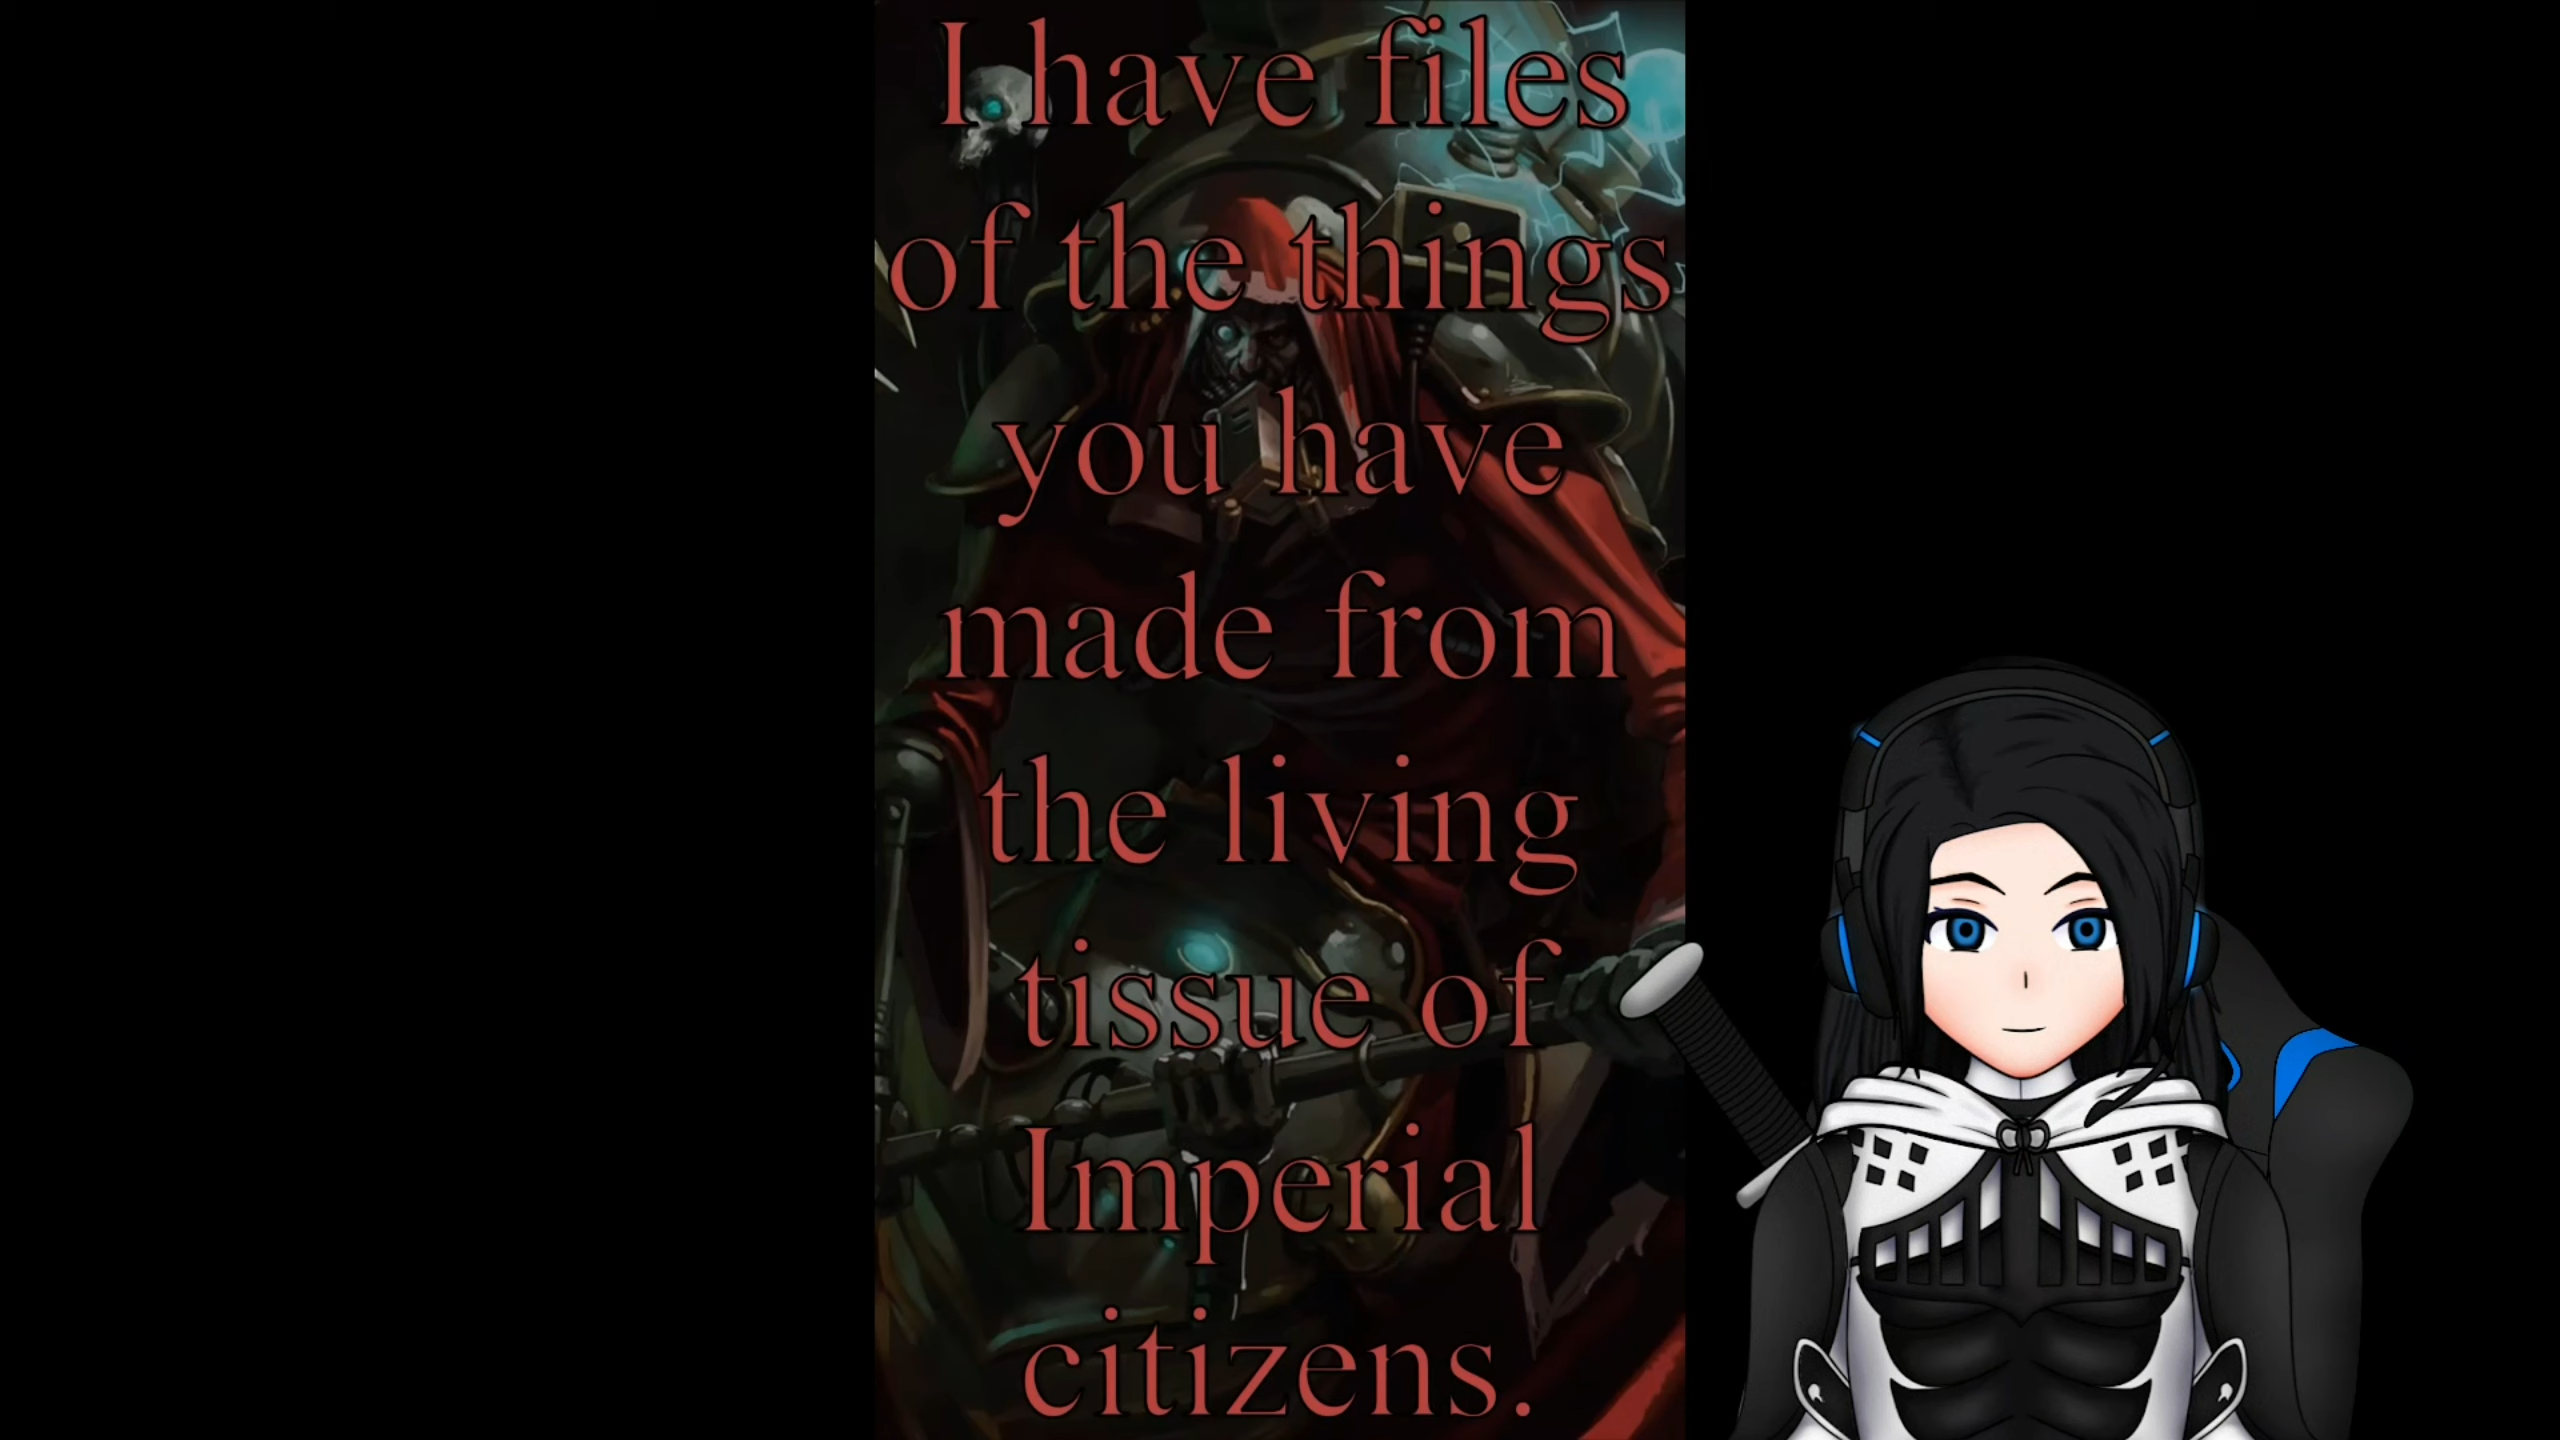 I have files
of the things
you have
made from
the living
tissue of
Imperial
citizens.